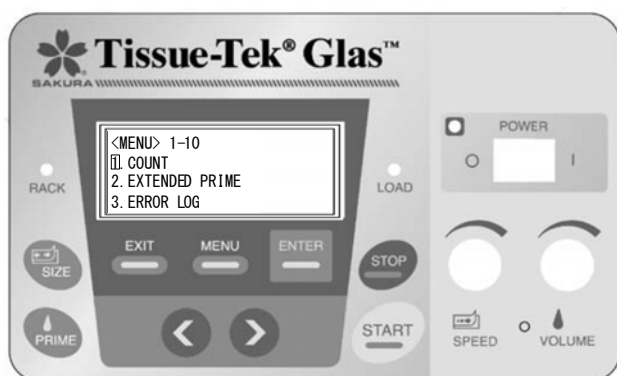 Tissue-Tek® Glas™
SAKURA
<MENU> 1-10
1. COUNT
2. EXTENDED PRIME
3. ERROR LOG
RACK
LOAD
EXIT MENU ENTER
SIZE
STOP
PRIME
START
POWER
O I
SPEED
VOLUME